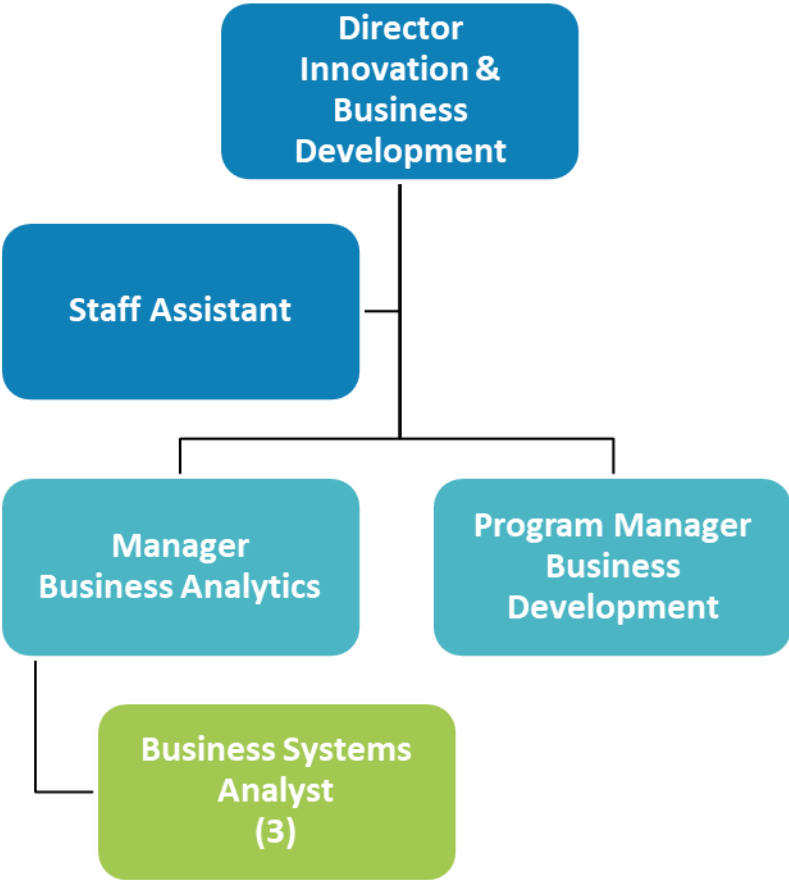 Director
Innovation &
Business
Development
Staff Assistant
Manager
Business Analytics
Program Manager
Business
Development
Business Systems
Analyst
(3)